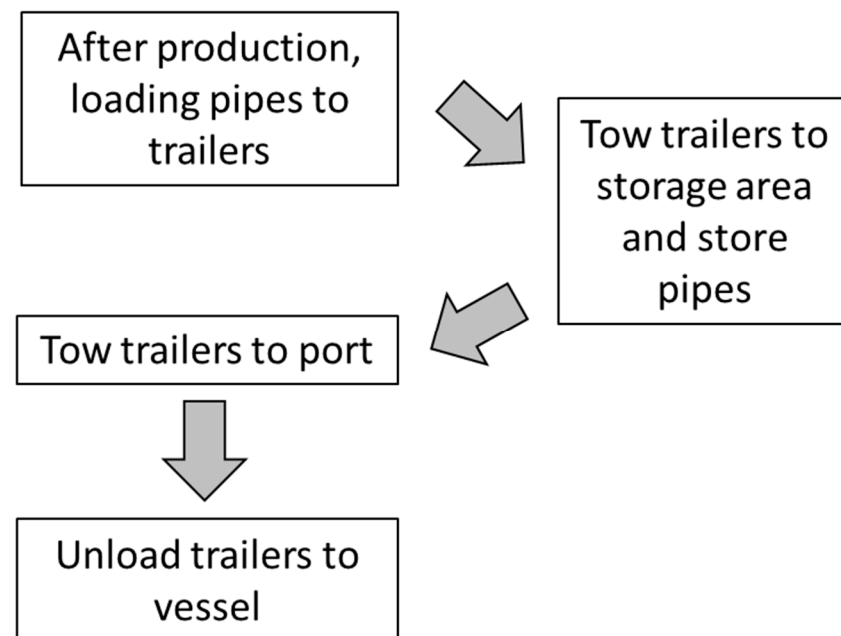 After production,
loading pipes to
trailers
Tow trailers to
storage area
and store
pipes
Tow trailers to port
Unload trailers to
vessel